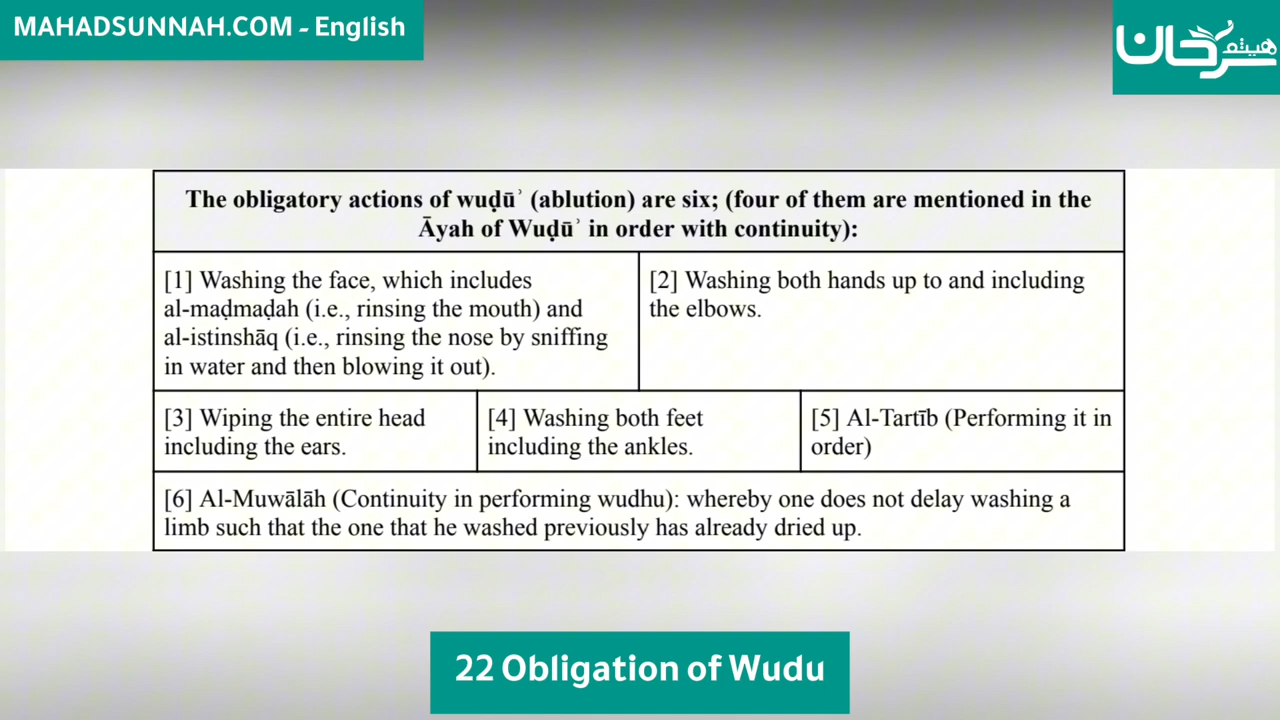 MAHADSUNNAH.COM - English
هيثم
سرحان
The obligatory actions of wuḍūʾ (ablution) are six; (four of them are mentioned in the
Āyah of Wuḍūʾ in order with continuity):
[1] Washing the face, which includes
al-maḍmaḍah (i.e., rinsing the mouth) and
al-istinshāq (i.e., rinsing the nose by sniffing
in water and then blowing it out).
[2] Washing both hands up to and including
the elbows.
[3] Wiping the entire head
including the ears.
[4] Washing both feet
including the ankles.
[5] Al-Tartīb (Performing it in
order)
[6] Al-Muwālāh (Continuity in performing wudhu): whereby one does not delay washing a
limb such that the one that he washed previously has already dried up.
22 Obligation of Wudu